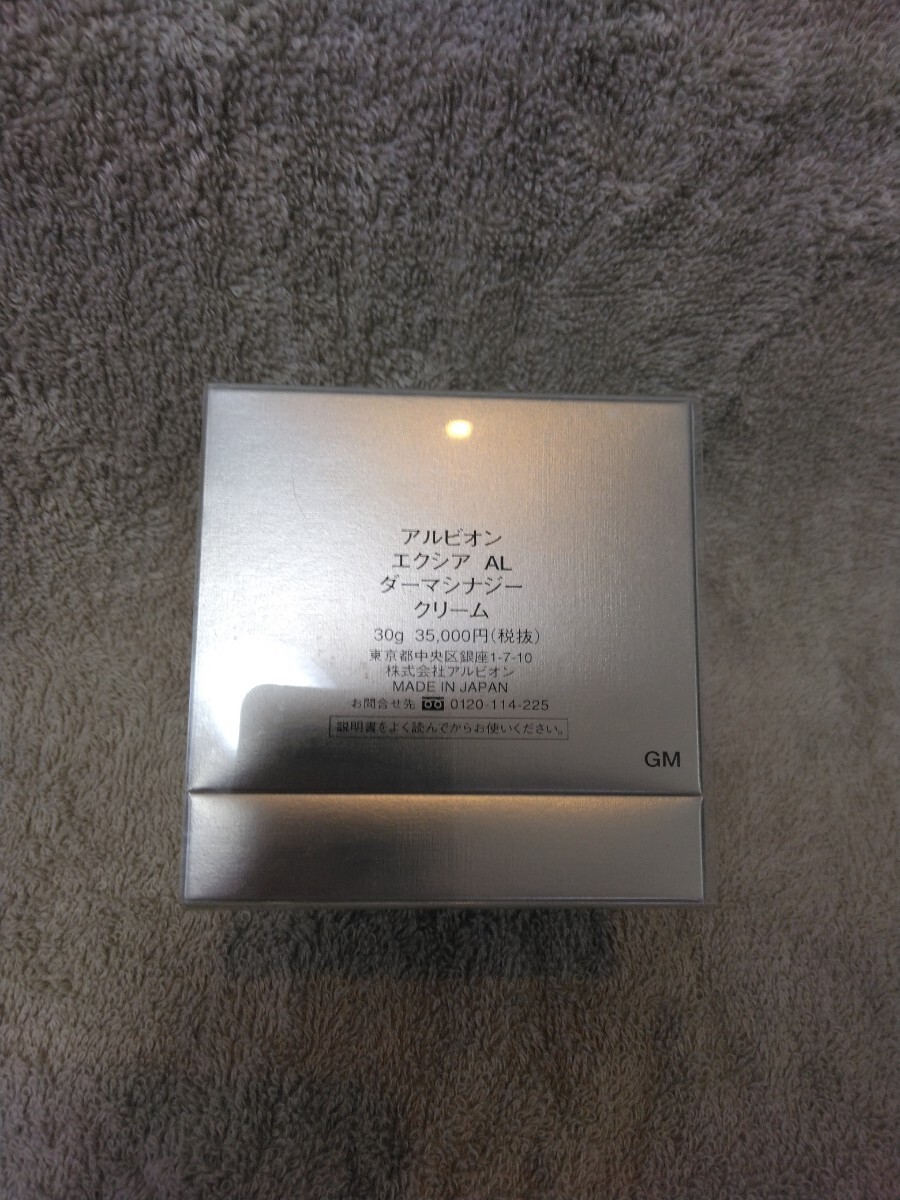 アルビオン
エクシア AL
ダーマシナジー
クリーム
30g 35,000円(税抜)
東京都中央区銀座1-7-10
株式会社アルビオン
MADE IN JAPAN
お問合せ先 0120-114-225
説明書をよく読んでからお使いください。
GM